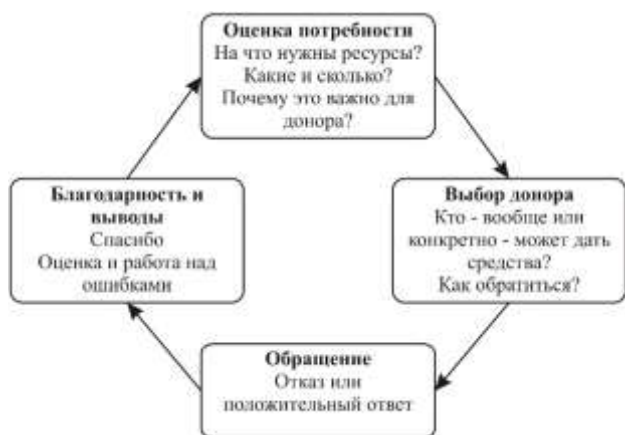 Оценка потребности
На что нужны ресурсы?
Какие и сколько?
Почему это важно для
донора?
Выбор донора
Кто - вообще или
конкретно - может дать
средства?
Как обратиться?
Обращение
Отказ или
положительный ответ
Благодарность и
выводы
Спасибо
Оценка и работа над
ошибками